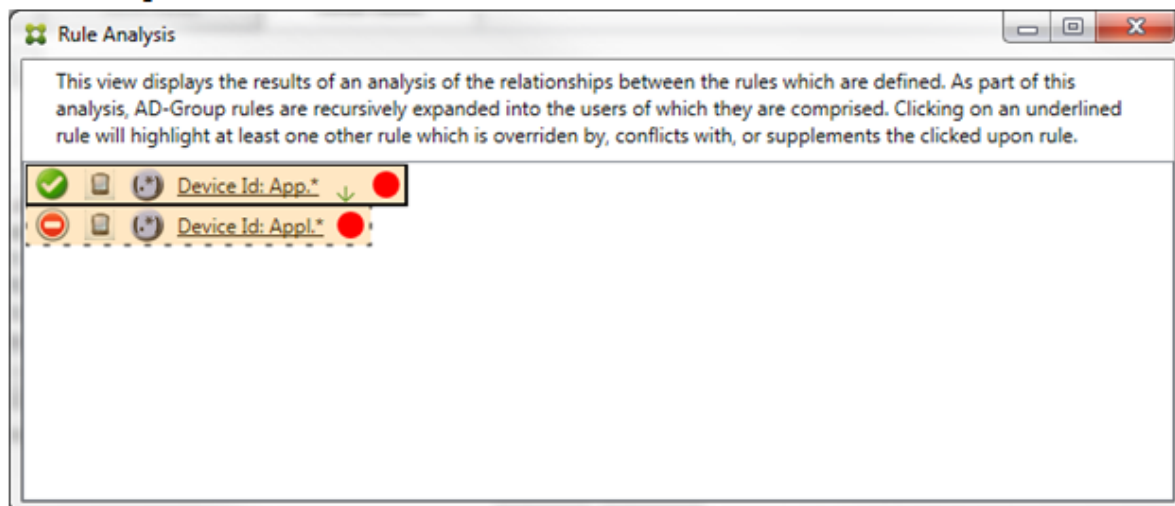 Rule Analysis
This view displays the results of an analysis of the relationships between the rules which are defined. As part of this
analysis, AD-Group rules are recursively expanded into the users of which they are comprised. Clicking on an underlined
rule will highlight at least one other rule which is overriden by, conflicts with, or supplements the clicked upon rule.
(.*) Device Id: App.*
(.*) Device Id: Appl.*